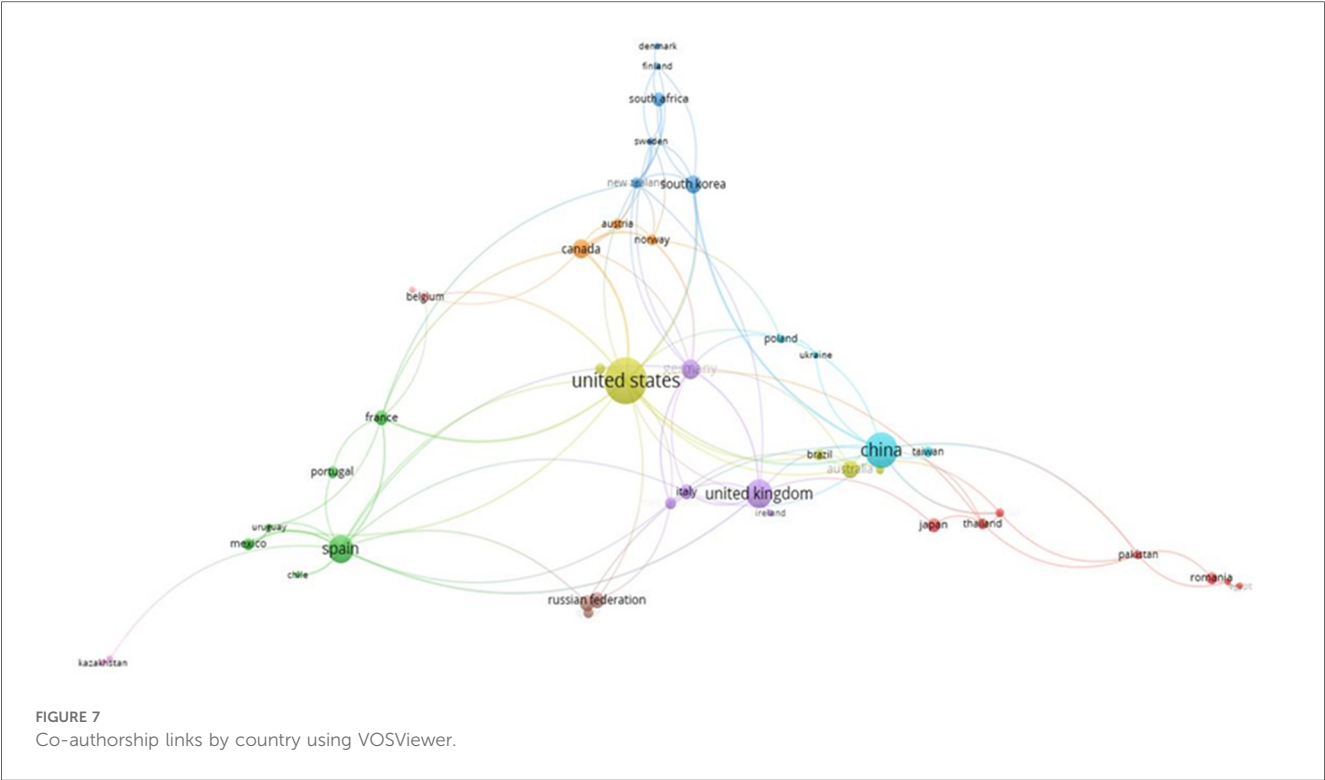 denmark
finland
south africa
sweden
new zealand
south korea
austria
norway
canada
belgium
poland
ukraine
germany
united states
france
china
taiwan
brazil
australia
portugal
italy
united kingdom
ireland
japan
thailand
uruguay
mexico
spain
pakistan
chile
romania
russian federation
kazakhstan
FIGURE 7
Co-authorship links by country using VOSViewer.